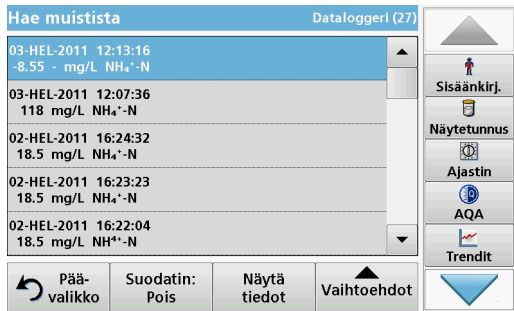 Hae muistista
Dataloggeri (27)
03-HEL-2011 12:13:16
-8.55 - mg/L NH₄⁺-N
03-HEL-2011 12:07:36
118 mg/L NH₄⁺-N
02-HEL-2011 16:24:32
18.5 mg/L NH₄⁺-N
02-HEL-2011 16:23:23
18.5 mg/L NH₄⁺-N
02-HEL-2011 16:22:04
18.5 mg/L NH⁴⁺-N
Sisäänkirj.
Näytetunnus
Ajastin
AQA
Trendit
Pää-
valikko
Suodatin:
Pois
Näytä
tiedot
Vaihtoehdot